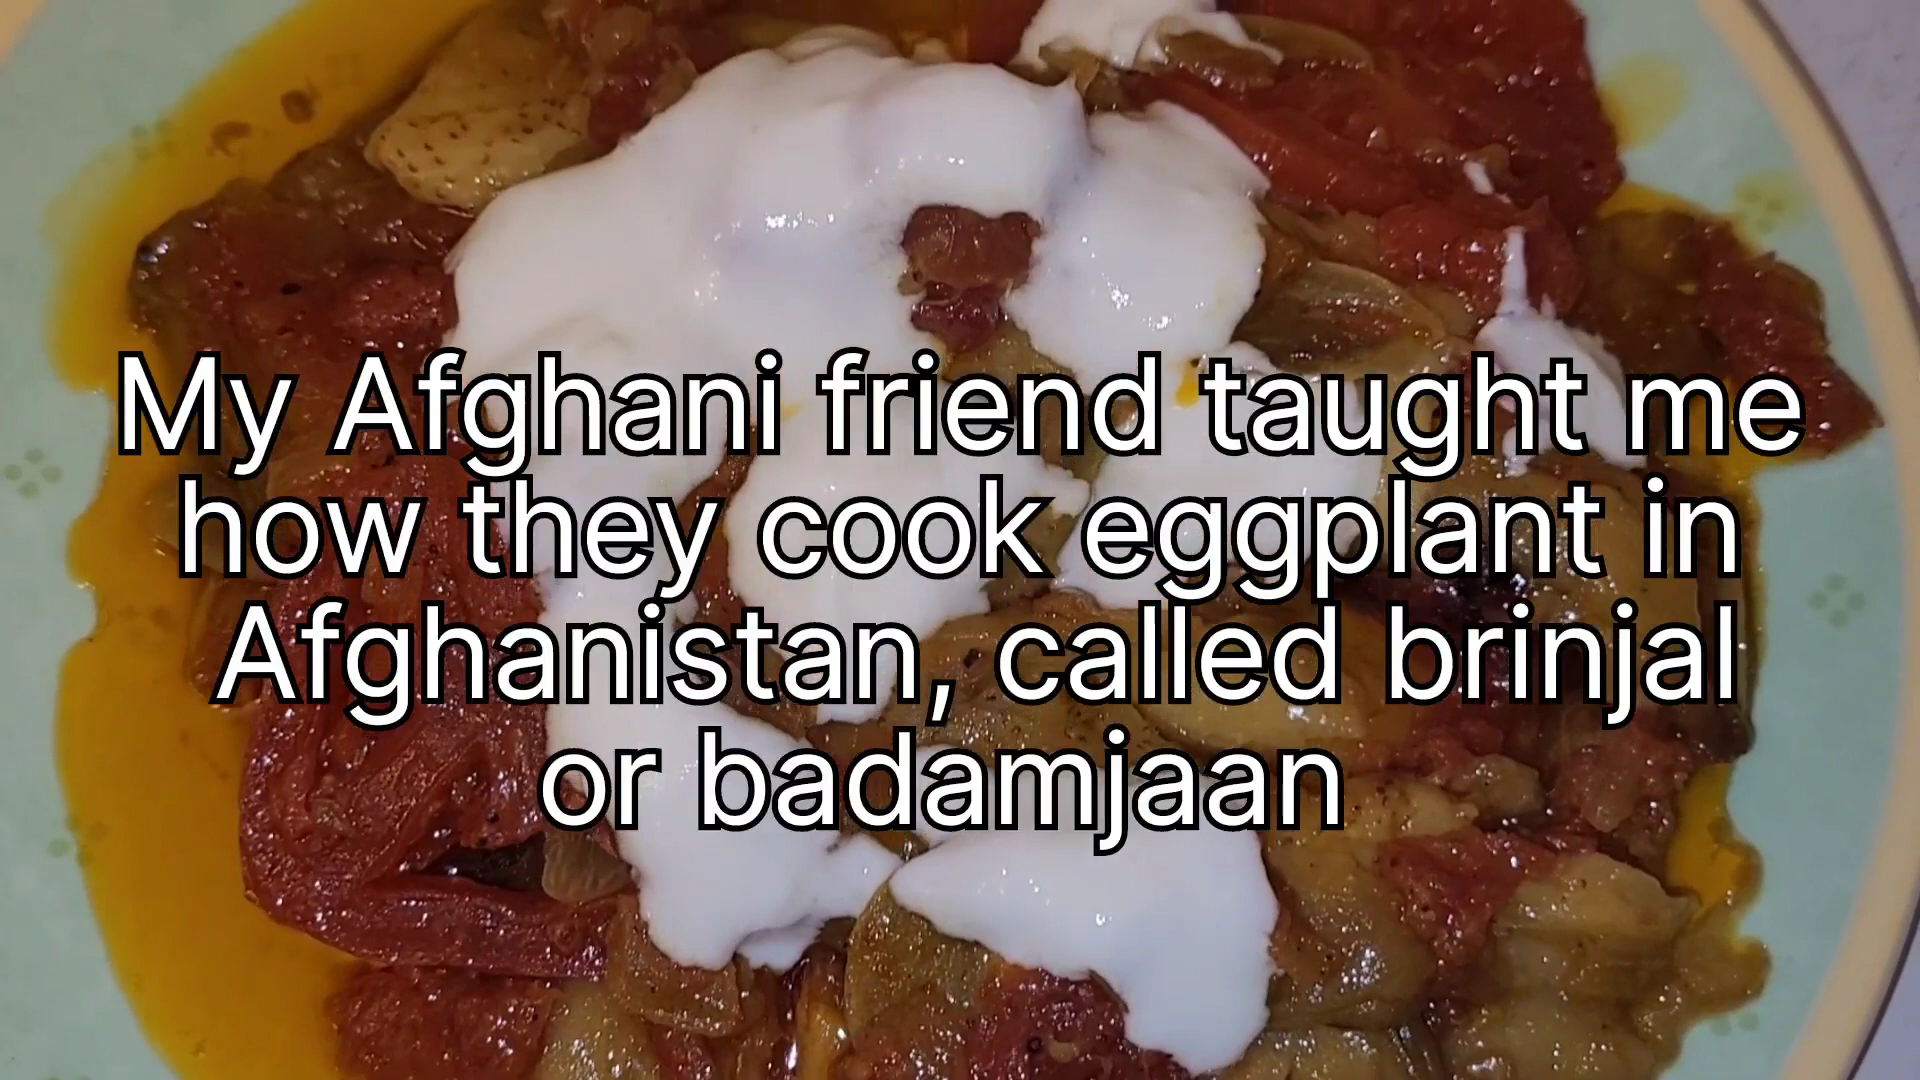 My Afghani friend taught me
how they cook eggplant in
Afghanistan, called brinjal
or badamjaan